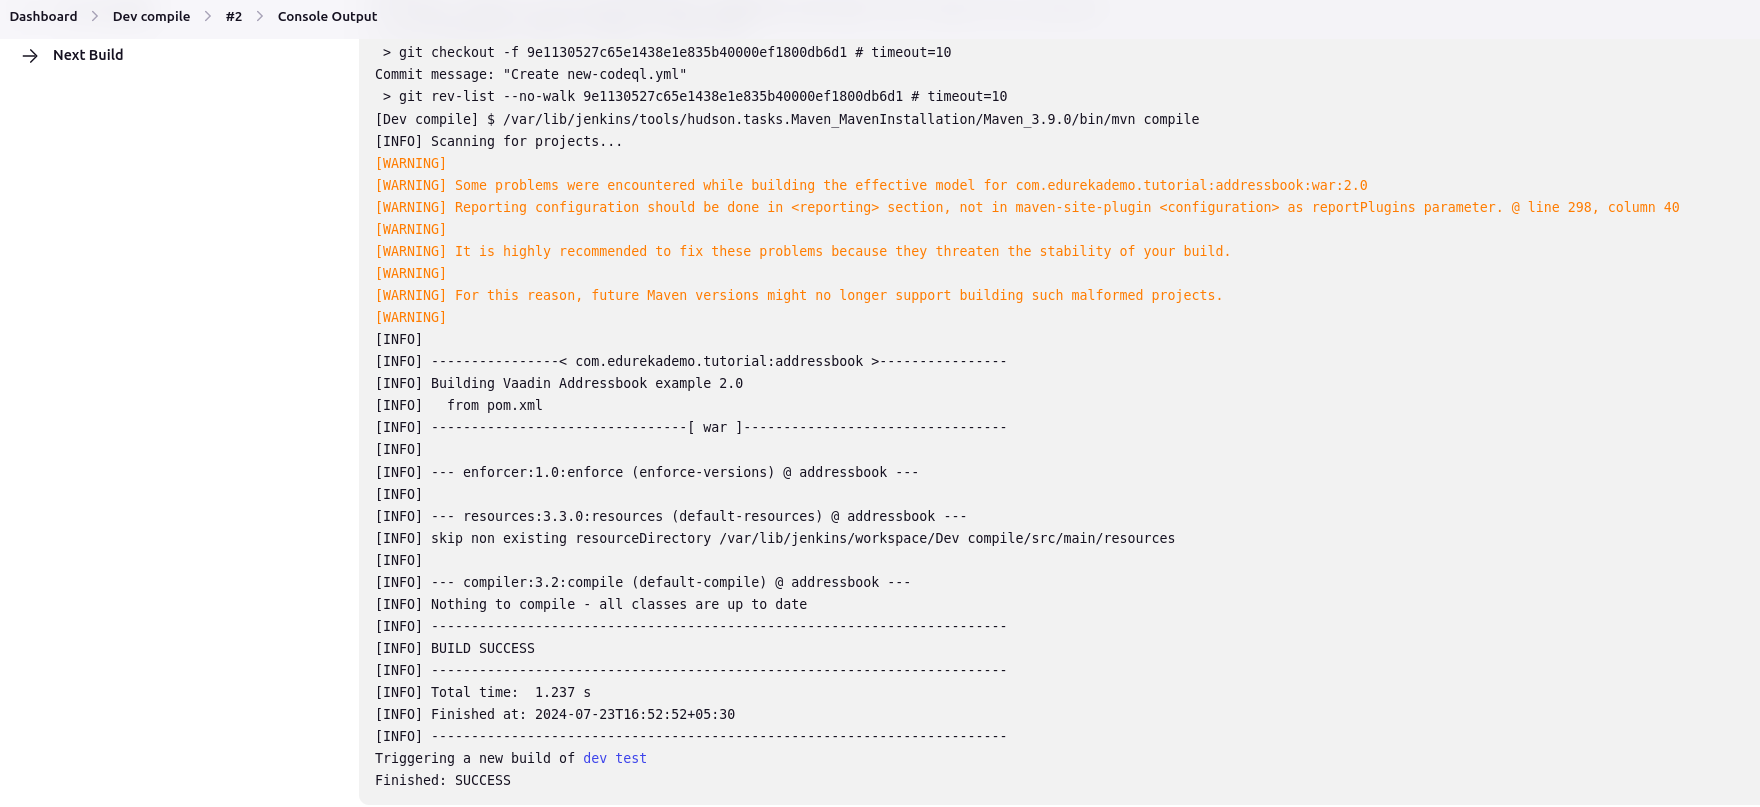 Dashboard > Dev compile > #2 > Console Output
Next Build
> git checkout -f 9e1130527c65e1438e1e835b40000ef1800db6d1 # timeout=10
Commit message: "Create new-codeql.yml"
> git rev-list --no-walk 9e1130527c65e1438e1e835b40000ef1800db6d1 # timeout=10
[Dev compile] $ /var/lib/jenkins/tools/hudson.tasks.Maven_MavenInstallation/Maven_3.9.0/bin/mvn compile
[INFO] Scanning for projects...
[WARNING]
[WARNING] Some problems were encountered while building the effective model for com.edurekademo.tutorial:addressbook:war:2.0
[WARNING] Reporting configuration should be done in <reporting> section, not in maven-site-plugin <configuration> as reportPlugins parameter. @ line 298, column 40
[WARNING]
[WARNING] It is highly recommended to fix these problems because they threaten the stability of your build.
[WARNING]
[WARNING] For this reason, future Maven versions might no longer support building such malformed projects.
[WARNING]
[INFO]
[INFO] ----------------< com.edurekademo.tutorial:addressbook >----------------
[INFO] Building Vaadin Addressbook example 2.0
[INFO]   from pom.xml
[INFO] --------------------------------[ war ]---------------------------------
[INFO]
[INFO] --- enforcer:1.0:enforce (enforce-versions) @ addressbook ---
[INFO]
[INFO] --- resources:3.3.0:resources (default-resources) @ addressbook ---
[INFO] skip non existing resourceDirectory /var/lib/jenkins/workspace/Dev compile/src/main/resources
[INFO]
[INFO] --- compiler:3.2:compile (default-compile) @ addressbook ---
[INFO] Nothing to compile - all classes are up to date
[INFO] ------------------------------------------------------------------------
[INFO] BUILD SUCCESS
[INFO] ------------------------------------------------------------------------
[INFO] Total time:  1.237 s
[INFO] Finished at: 2024-07-23T16:52:52+05:30
[INFO] ------------------------------------------------------------------------
Triggering a new build of dev test
Finished: SUCCESS